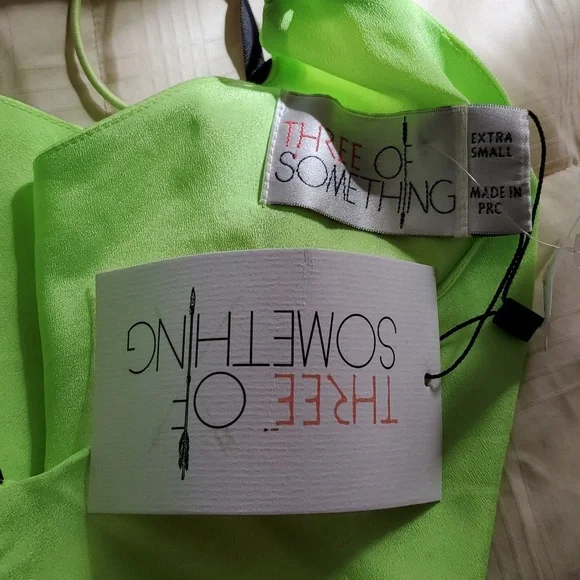 THREE OF
SOMETHING
EXTRA
SMALL
MADE IN
PRC
THREE OF
SOMETHING